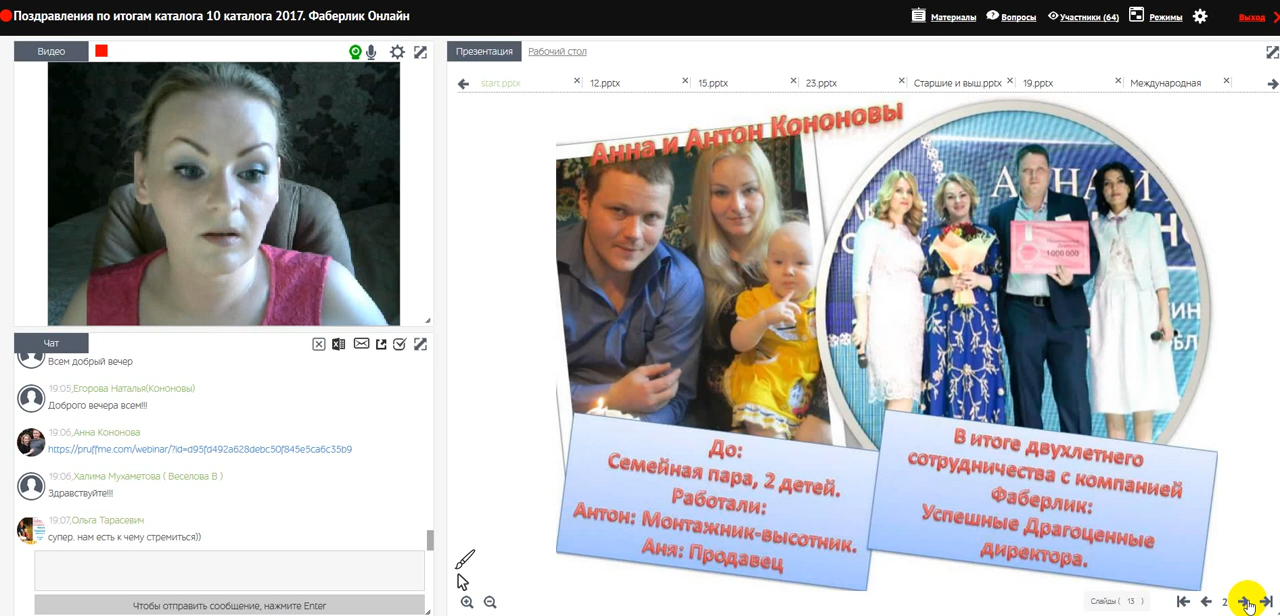 Поздравления по итогам каталога 10 каталога 2017. Фаберлик Онлайн
Материалы
Вопросы
Участники (64)
Режимы
Выход
Видео
Презентация
Рабочий стол
start.pptx
12.pptx
15.pptx
23.pptx
Старшие и выш.pptx
19.pptx
Международная
Анна и Антон Кононовы
1 000 000
До:
Семейная пара, 2 детей.
Работали:
Антон: Монтажник-высотник.
Аня: Продавец
В итоге двухлетнего
сотрудничества с компанией
Фаберлик:
Успешные Драгоценные
директора.
Чат
Всем добрый вечер
19:05, Егорова Наталья(Кононовы)
Доброго вечера всем!!!
19:06, Анна Кононова
https://pruffme.com/webinar/?id=d95fd492a628debc50f845e5ca6c35b9
19:06, Халима Мухаметова ( Веселова В )
Здравствуйте!!!
19:07, Ольга Тарасевич
супер. нам есть к чему стремиться))
Чтобы отправить сообщение, нажмите Enter
Слайды ( 13 )
2